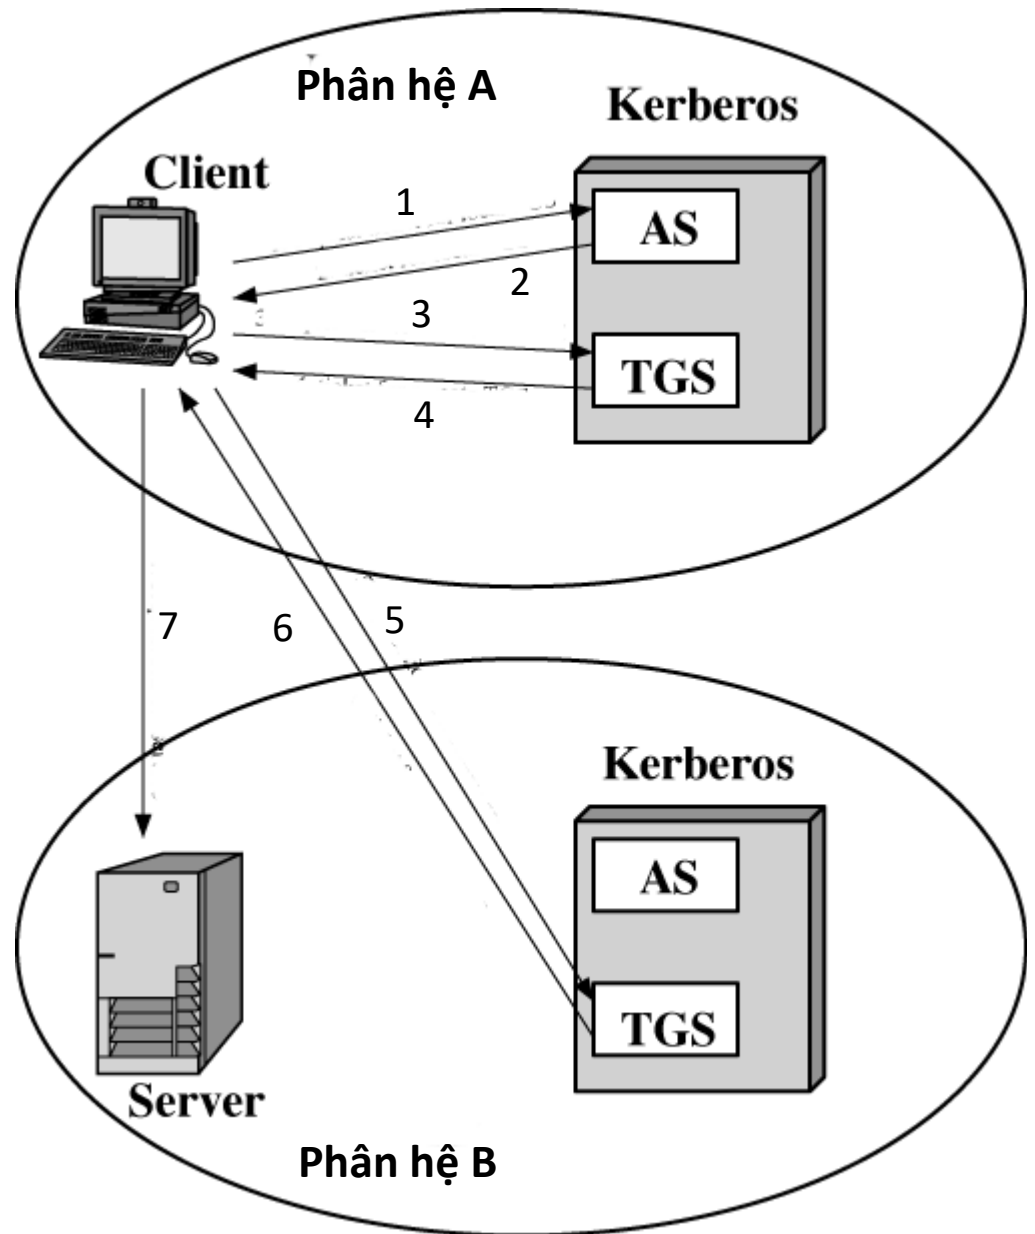 Phân hệ A
Kerberos
Client
1
AS
2
3
TGS
4
7
6
5
Kerberos
AS
TGS
Server
Phân hệ B